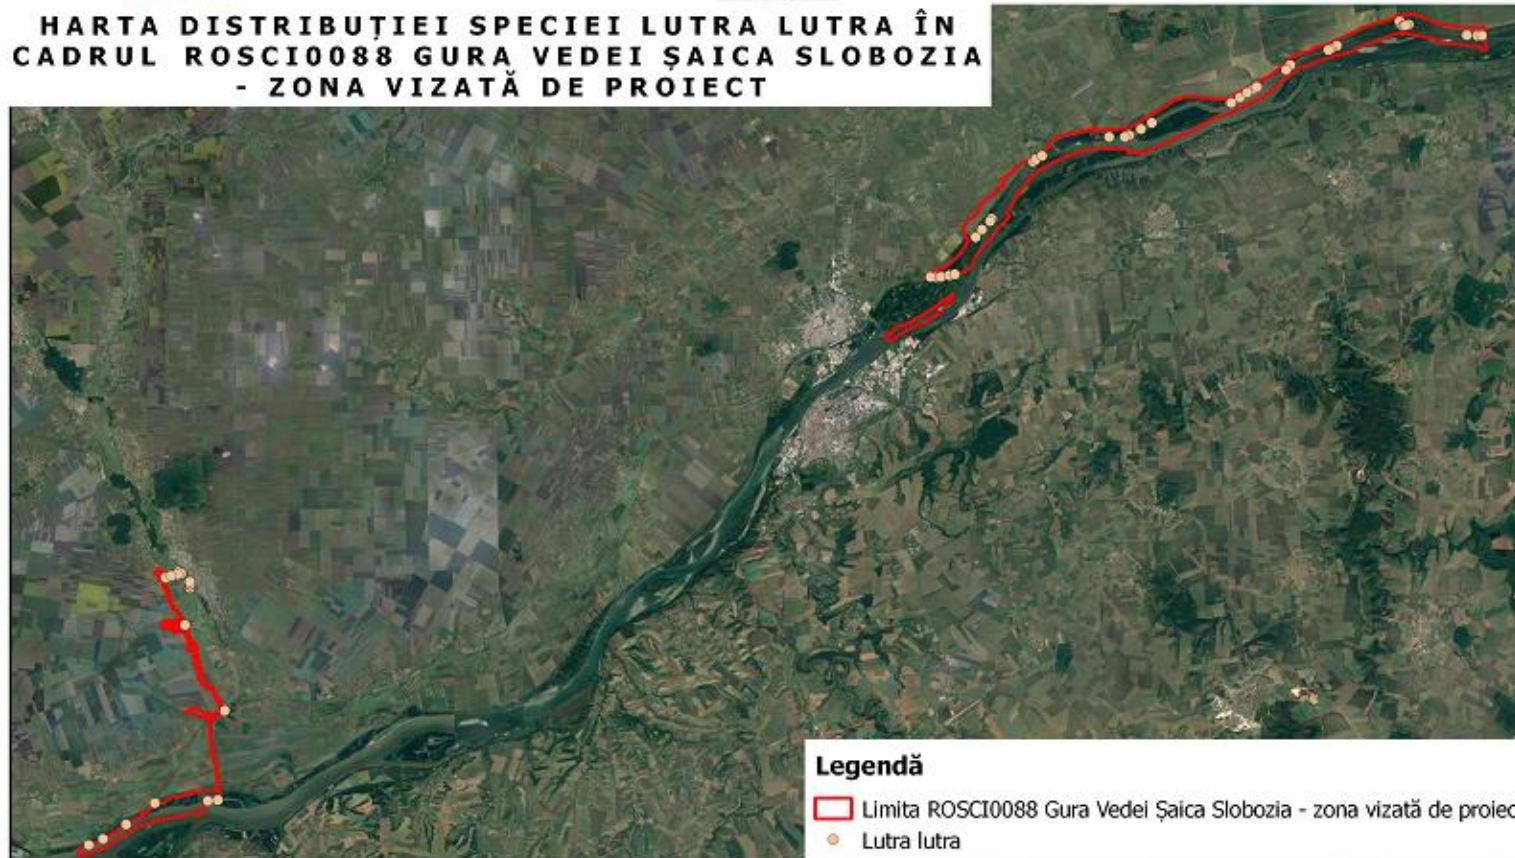 HARTA DISTRIBUȚIEI SPECIEI LUTRA LUTRA ÎN
CADRUL ROSCI0088 GURA VEDEI ȘAICA SLOBOZIA
- ZONA VIZATĂ DE PROIECT
Legendă
Limita ROSCI0088 Gura Vedei Șaica Slobozia - zona vizată de proiec
Lutra lutra